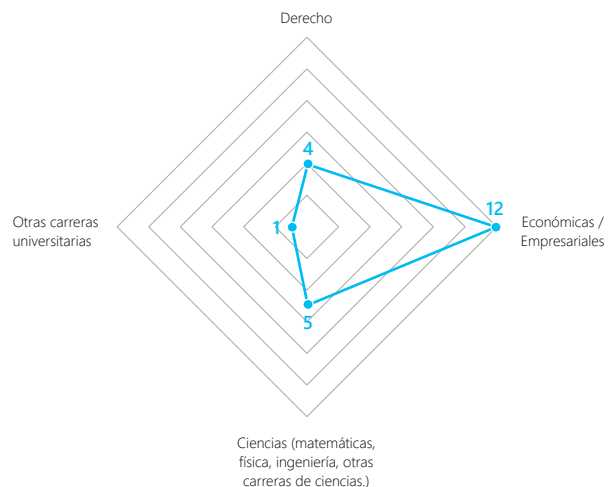 Derecho
4
12
Otras carreras
universitarias
1
Económicas /
Empresariales
5
Ciencias (matemáticas,
física, ingeniería, otras
carreras de ciencias.)